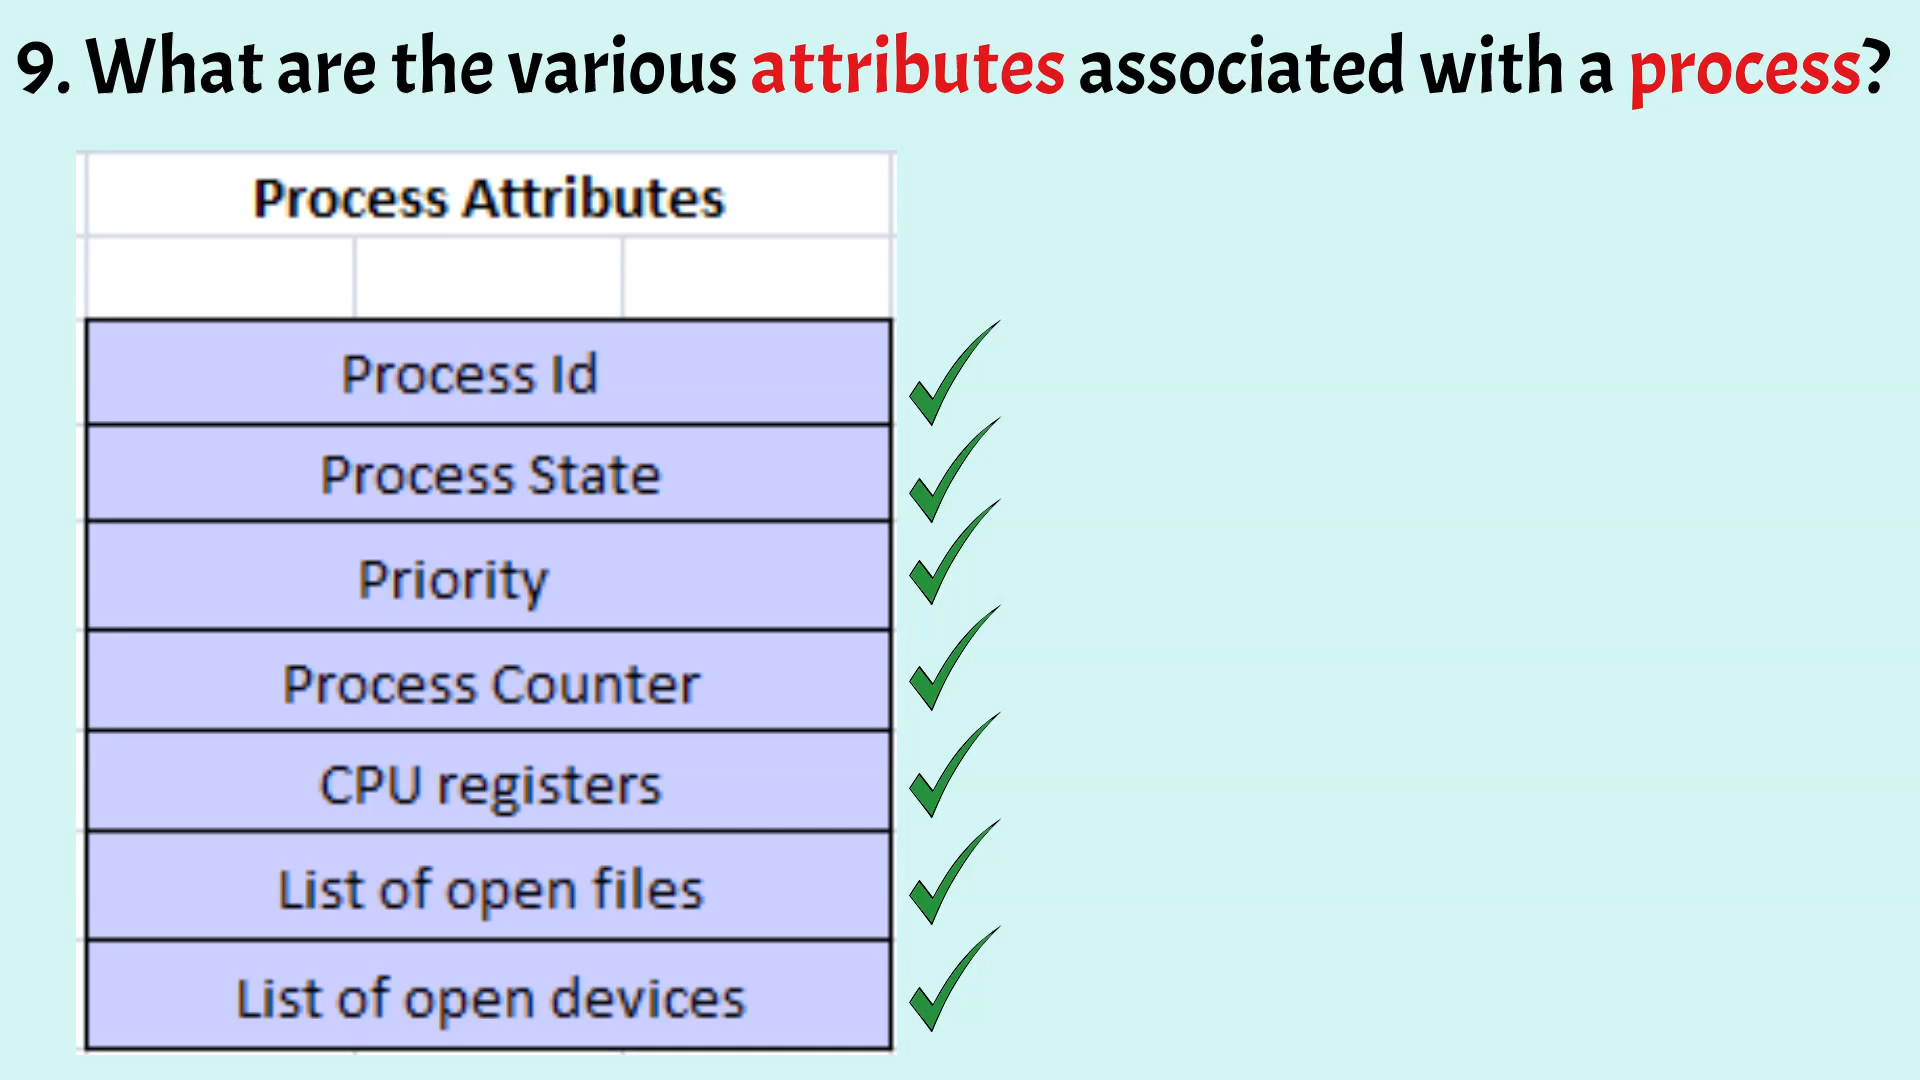 9. What are the various attributes associated with a process?
Process Attributes
Process Id
Process State
Priority
Process Counter
CPU registers
List of open files
List of open devices